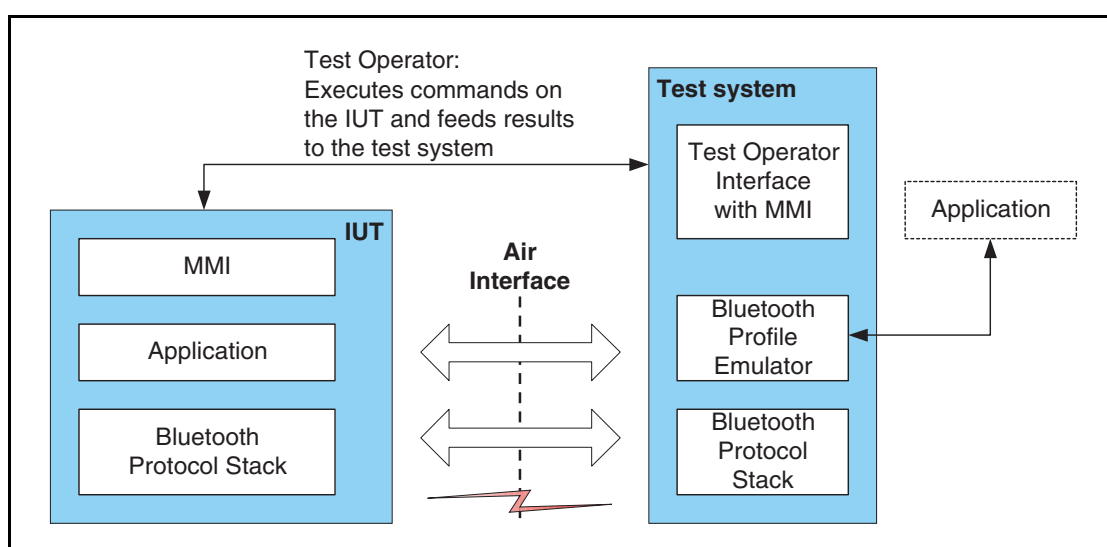 Test Operator:
Executes commands on
the IUT and feeds results
to the test system
Test system
Test Operator
Interface
with MMI
Application
IUT
MMI
Air
Interface
Application
Bluetooth
Profile
Emulator
Bluetooth
Protocol Stack
Bluetooth
Protocol
Stack